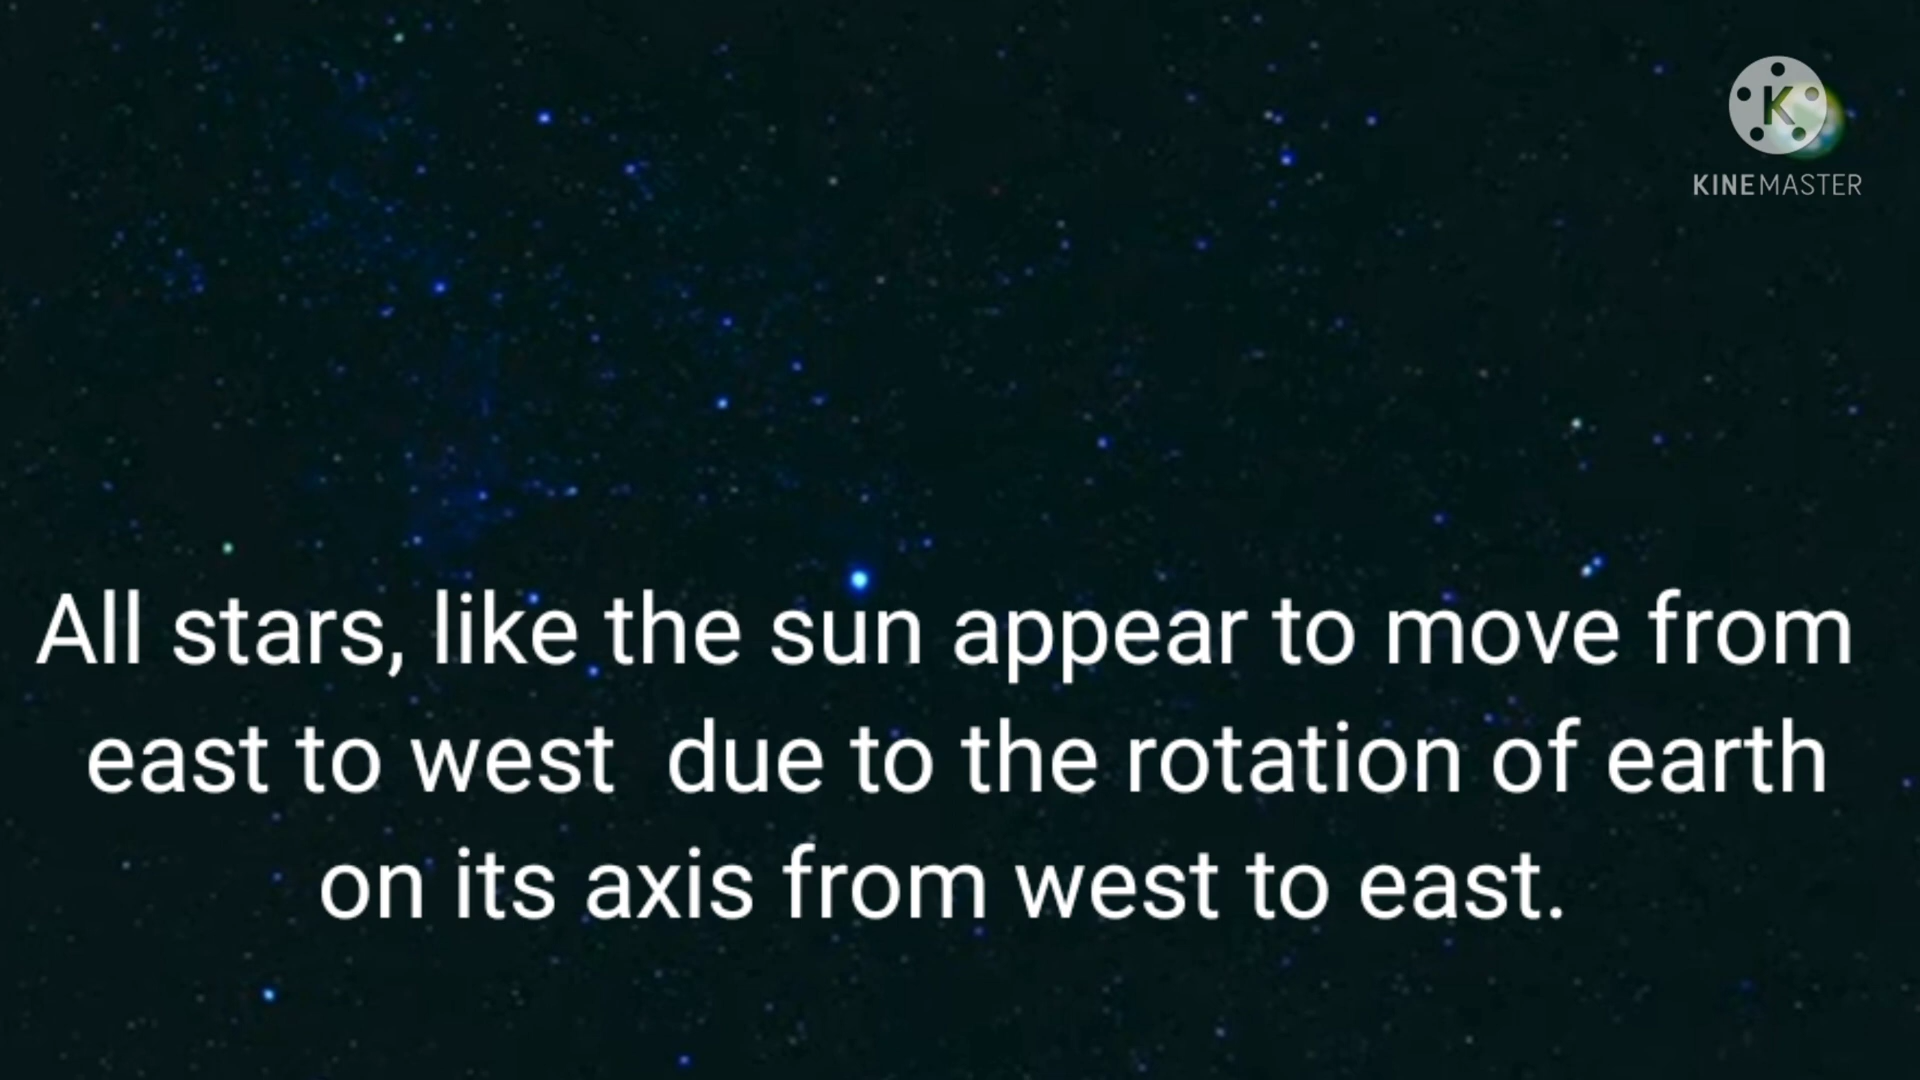 K
KINEMASTER
All stars, like the sun appear to move from
east to west  due to the rotation of earth
on its axis from west to east.